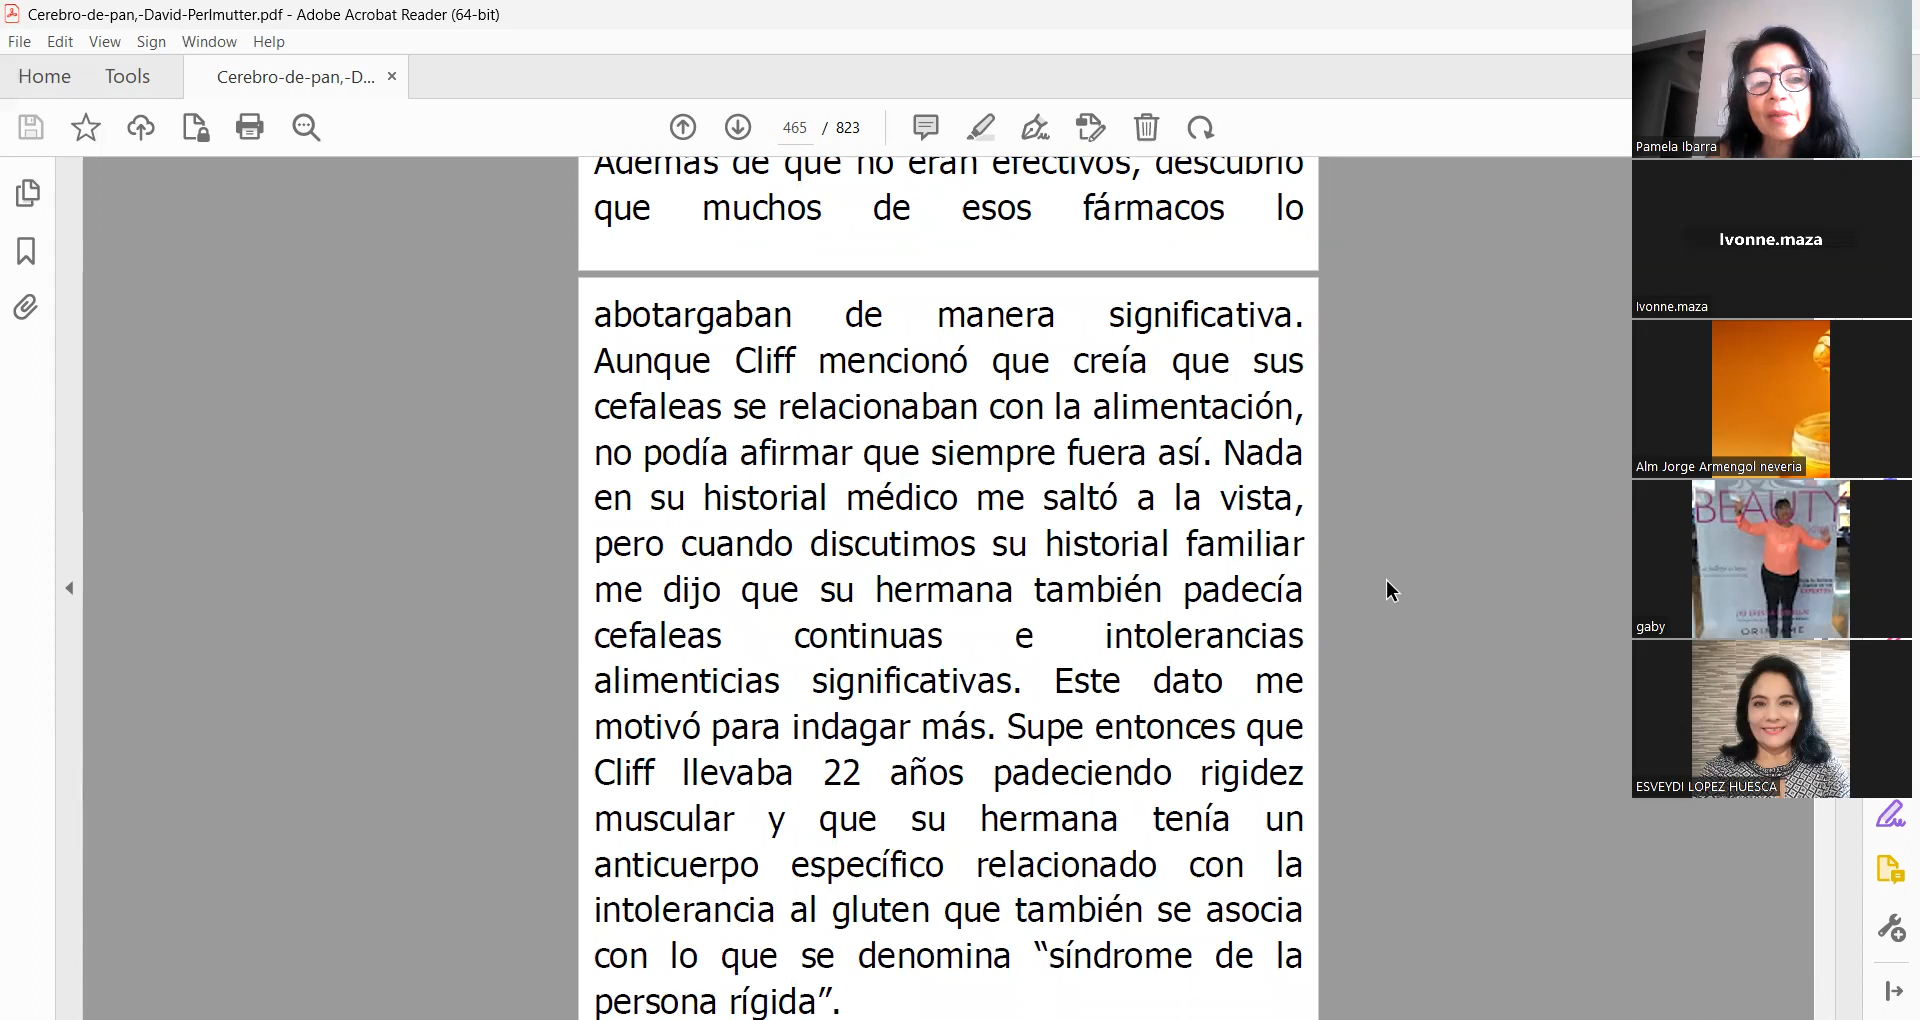 Cerebro-de-pan,-David-Perlmutter.pdf - Adobe Acrobat Reader (64-bit)
File Edit View Sign Window Help
Home Tools Cerebro-de-pan,-D... ×
465 / 823
Además de que no eran efectivos, descubrió
que muchos de esos fármacos lo
abotargaban de manera significativa.
Aunque Cliff mencionó que creía que sus
cefaleas se relacionaban con la alimentación,
no podía afirmar que siempre fuera así. Nada
en su historial médico me saltó a la vista,
pero cuando discutimos su historial familiar
me dijo que su hermana también padecía
cefaleas continuas e intolerancias
alimenticias significativas. Este dato me
motivó para indagar más. Supe entonces que
Cliff llevaba 22 años padeciendo rigidez
muscular y que su hermana tenía un
anticuerpo específico relacionado con la
intolerancia al gluten que también se asocia
con lo que se denomina “síndrome de la
persona rígida”.
Pamela Ibarra
Ivonne.maza
Ivonne.maza
Alm Jorge Armengol neveria
BEAUTY
ORIFLAME
gaby
ESVEYDI LOPEZ HUESCA